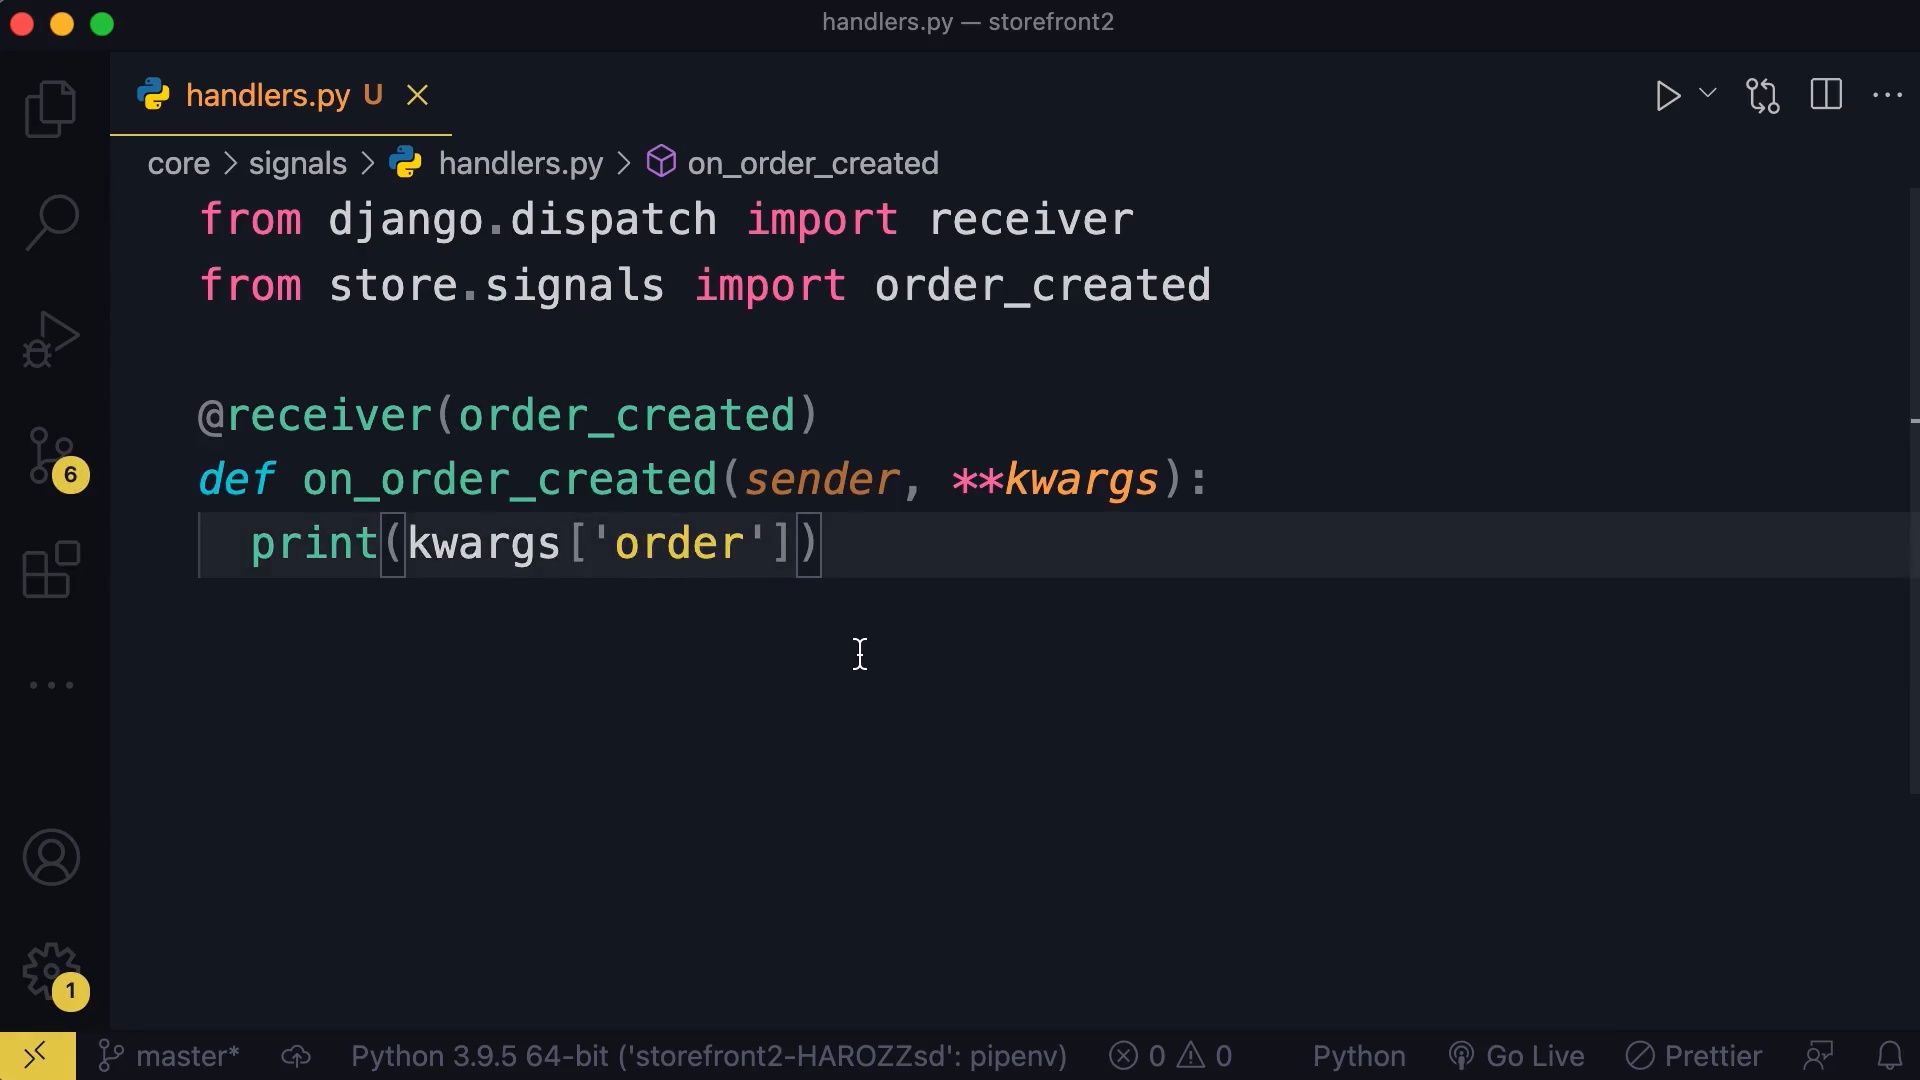 handlers.py — storefront2
handlers.py U
core > signals > handlers.py > on_order_created
from django.dispatch import receiver
from store.signals import order_created
@receiver(order_created)
def on_order_created(sender, **kwargs):
print(kwargs['order'])
6
1
master* Python 3.9.5 64-bit ('storefront2-HAROZZsd': pipenv) 0 0 Python Go Live Prettier